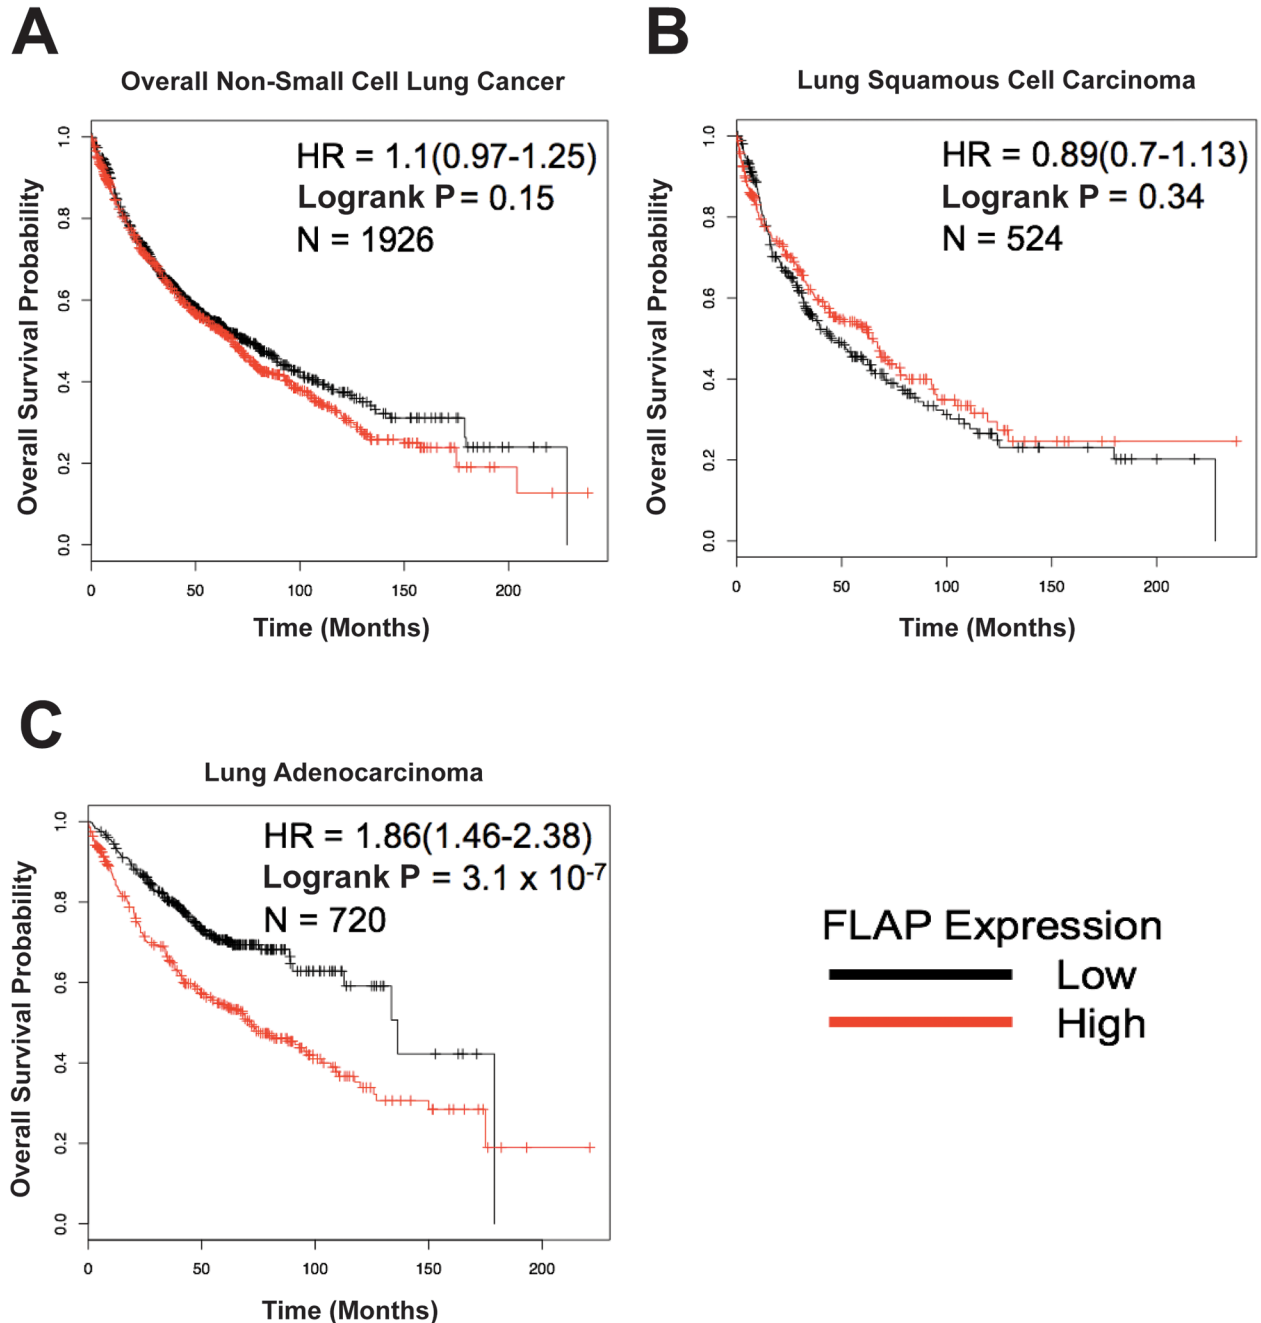 A
Overall Non-Small Cell Lung Cancer
HR = 1.1(0.97-1.25)
Logrank P = 0.15
N = 1926
Overall Survival Probability
1.0
0.8
0.6
0.4
0.2
0.0
0 50 100 150 200
Time (Months)
B
Lung Squamous Cell Carcinoma
HR = 0.89(0.7-1.13)
Logrank P = 0.34
N = 524
Overall Survival Probability
1.0
0.8
0.6
0.4
0.2
0.0
0 50 100 150 200
Time (Months)
C
Lung Adenocarcinoma
HR = 1.86(1.46-2.38)
Logrank P = 3.1 x 10⁻⁷
N = 720
Overall Survival Probability
1.0
0.8
0.6
0.4
0.2
0.0
0 50 100 150 200
Time (Months)
FLAP Expression
Low
High